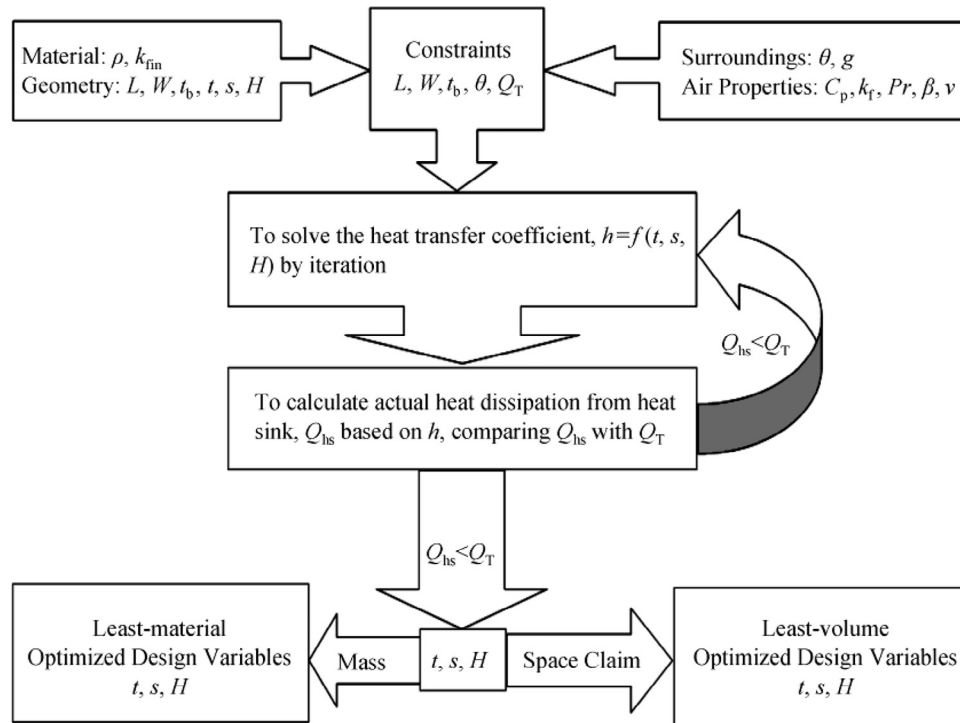 Material: ρ, k_fin
Geometry: L, W, t_b, t, s, H
Constraints
L, W, t_b, θ, Q_T
Surroundings: θ, g
Air Properties: C_p, k_f, Pr, β, ν
To solve the heat transfer coefficient, h=f (t, s,
H) by iteration
Q_hs<Q_T
To calculate actual heat dissipation from heat
sink, Q_hs based on h, comparing Q_hs with Q_T
Q_hs<Q_T
Least-material
Optimized Design Variables
t, s, H
Mass
t, s, H
Space Claim
Least-volume
Optimized Design Variables
t, s, H